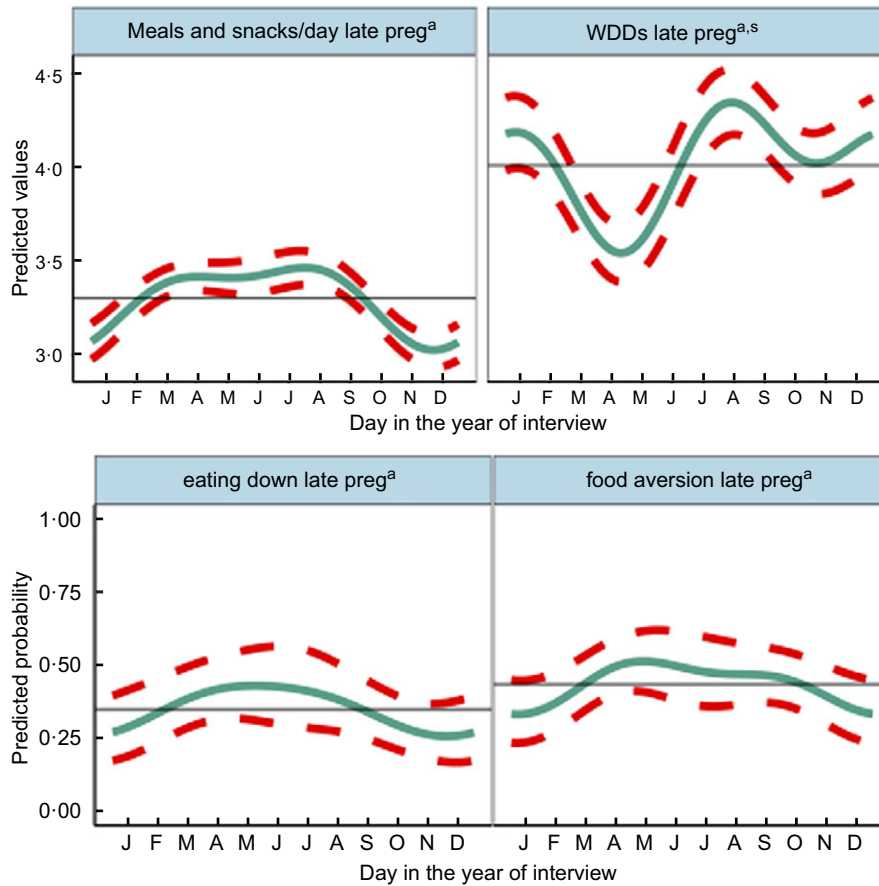 Meals and snacks/day late preg^a
WDDs late preg^a,s
4·5
4·0
3·5
3·0
Predicted values
J F M A M J J A S O N D
J F M A M J J A S O N D
Day in the year of interview
eating down late preg^a
food aversion late preg^a
1·00
0·75
0·50
0·25
0·00
Predicted probability
J F M A M J J A S O N D
J F M A M J J A S O N D
Day in the year of interview